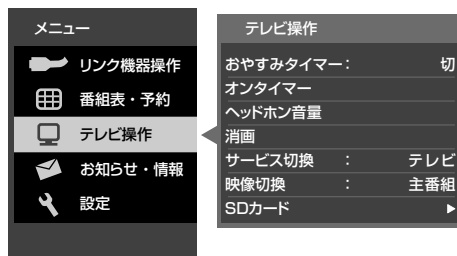 メニュー
リンク機器操作
番組表・予約
テレビ操作
お知らせ・情報
設定
テレビ操作
おやすみタイマー: 切
オンタイマー
ヘッドホン音量
消画
サービス切換 : テレビ
映像切換 : 主番組
SDカード